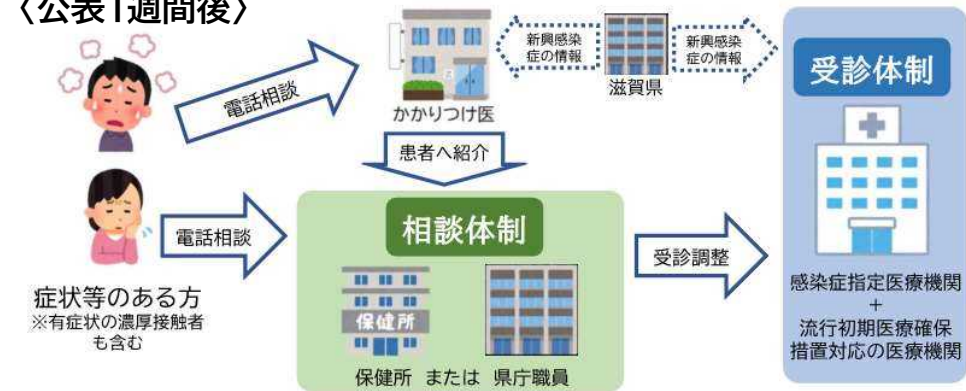 〈公表1週間後〉
電話相談
かかりつけ医
新興感染
症の情報
滋賀県
新興感染
症の情報
受診体制
患者へ紹介
電話相談
相談体制
受診調整
保健所
保健所 または 県庁職員
症状等のある方
※有症状の濃厚接触者
も含む
感染症指定医療機関
+
流行初期医療確保
措置対応の医療機関